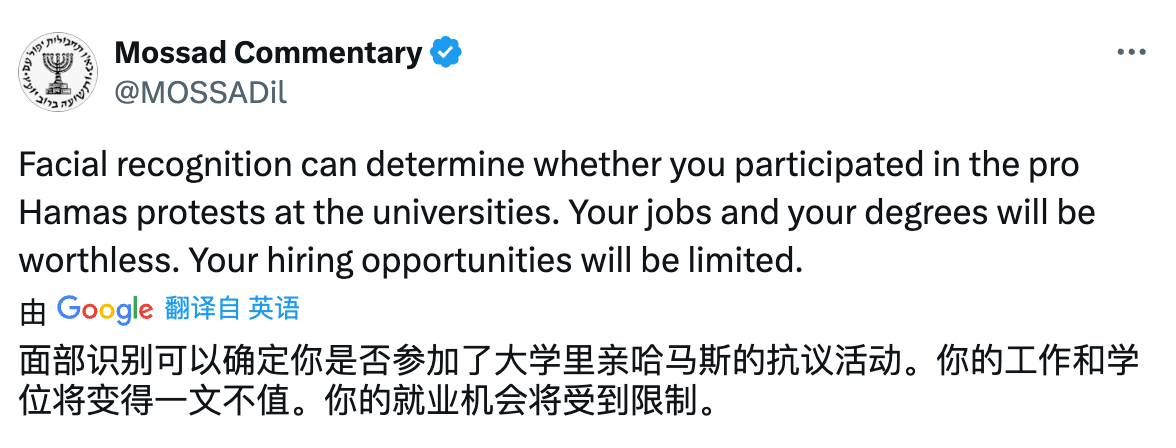 Mossad Commentary
@MOSSADil
Facial recognition can determine whether you participated in the pro
Hamas protests at the universities. Your jobs and your degrees will be
worthless. Your hiring opportunities will be limited.
由 Google 翻译自 英语
面部识别可以确定你是否参加了大学里亲哈马斯的抗议活动。你的工作和学
位将变得一文不值。你的就业机会将受到限制。